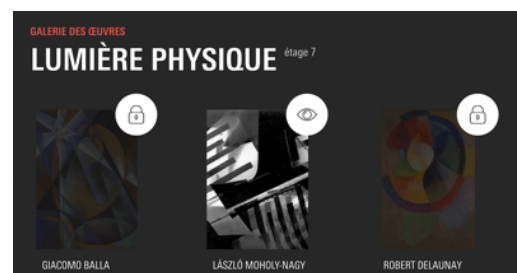 GALERIE DES ŒUVRES
LUMIÈRE PHYSIQUE étage 7
GIACOMO BALLA
LÁSZLÓ MOHOLY-NAGY
ROBERT DELAUNAY